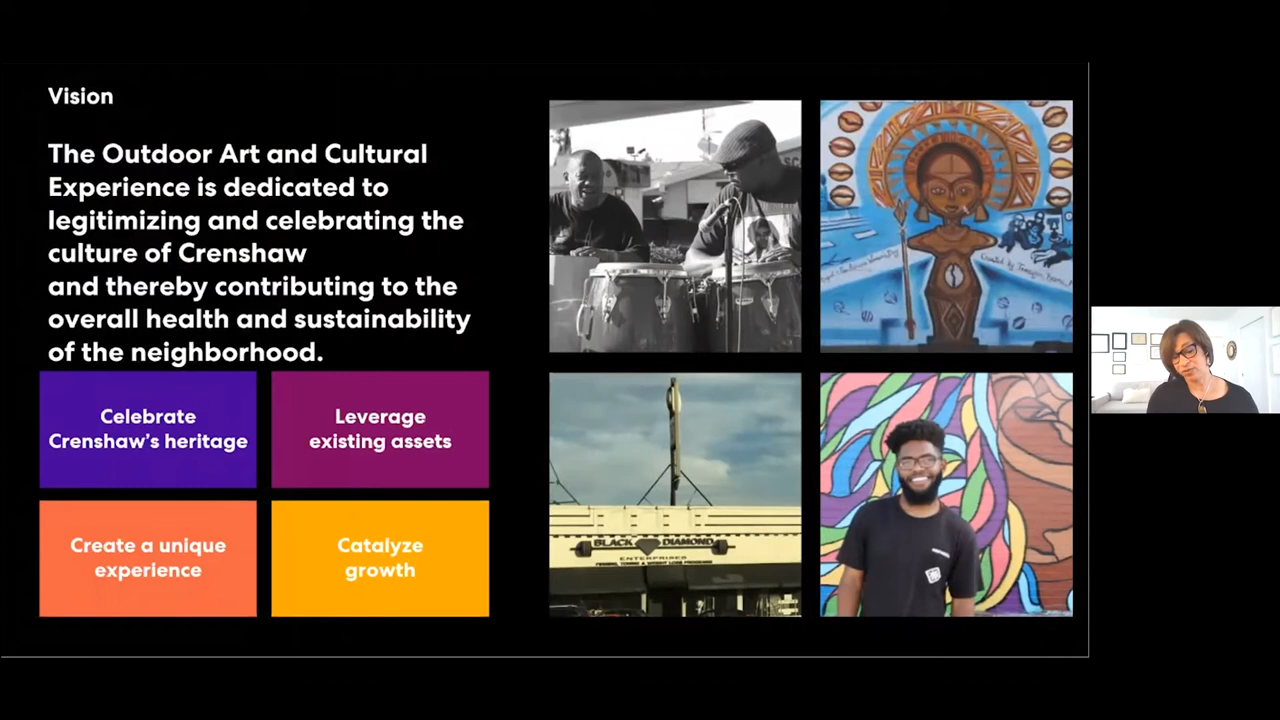 Vision
The Outdoor Art and Cultural
Experience is dedicated to
legitimizing and celebrating the
culture of Crenshaw
and thereby contributing to the
overall health and sustainability
of the neighborhood.
Celebrate
Crenshaw's heritage
Leverage
existing assets
Create a unique
experience
Catalyze
growth
BLACK DIAMOND
ENTERPRISES